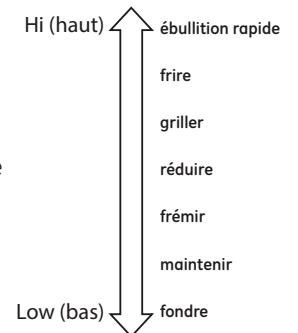 Hi (haut) ébullition rapide
frire
griller
réduire
frémir
maintenir
Low (bas) fondre